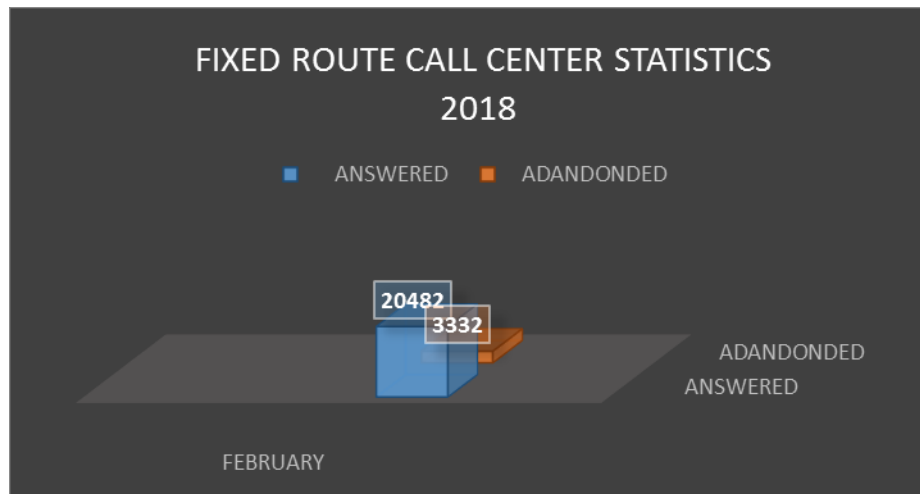 FIXED ROUTE CALL CENTER STATISTICS
2018
ANSWERED ADANDONDED
20482
3332
ADANDONDED
ANSWERED
FEBRUARY